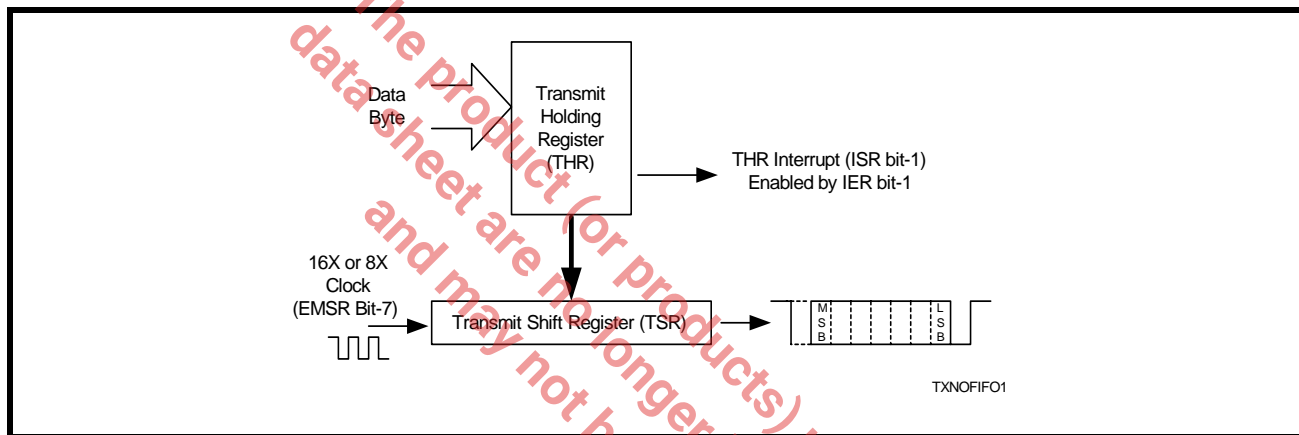 The product (or products)
data sheet are no longer
and may not b
Data
Byte
Transmit
Holding
Register
(THR)
THR Interrupt (ISR bit-1)
Enabled by IER bit-1
16X or 8X
Clock
(EMSR Bit-7)
Transmit Shift Register (TSR)
M
S
B
L
S
B
TXNOFIFO1